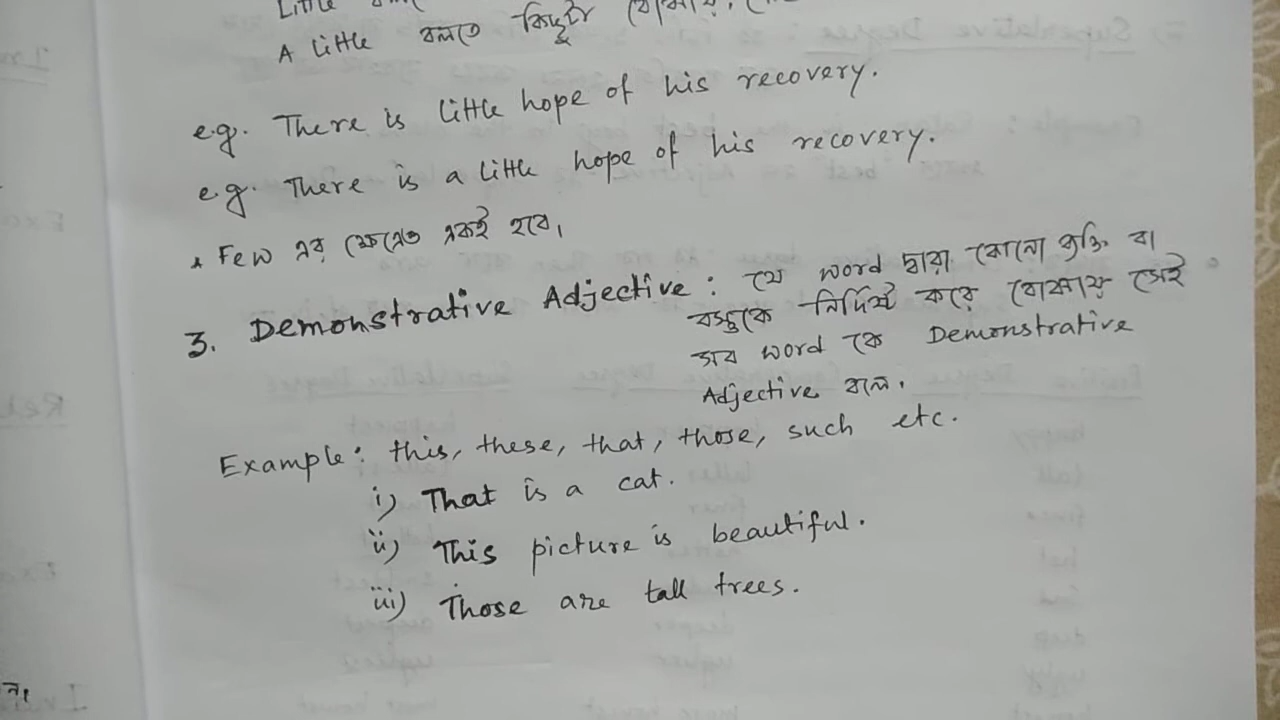 Little
A little বলতে কিছুটা বোঝায়.
e.g. There is little hope of his recovery.
e.g. There is a little hope of his recovery.
* Few এর ক্ষেত্রেও একই হবে।
3. Demonstrative Adjective: যে word দ্বারা কোনো ব্যক্তি বা
বস্তুকে নির্দিষ্ট করে বোঝায় সেই
সব word কে Demonstrative
Adjective বলে.
Example: this, these, that, those, such etc.
i) That is a cat.
ii) This picture is beautiful.
iii) Those are tall trees.